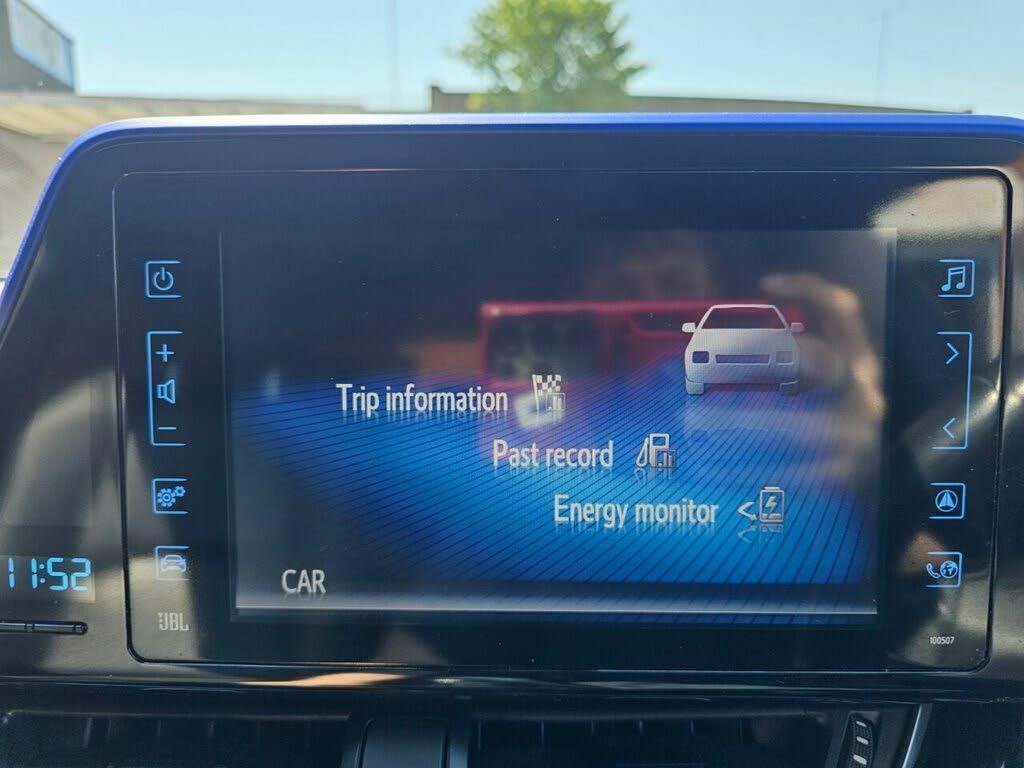 Trip information
Past record
Energy monitor
CAR
11:52
JBL
100507